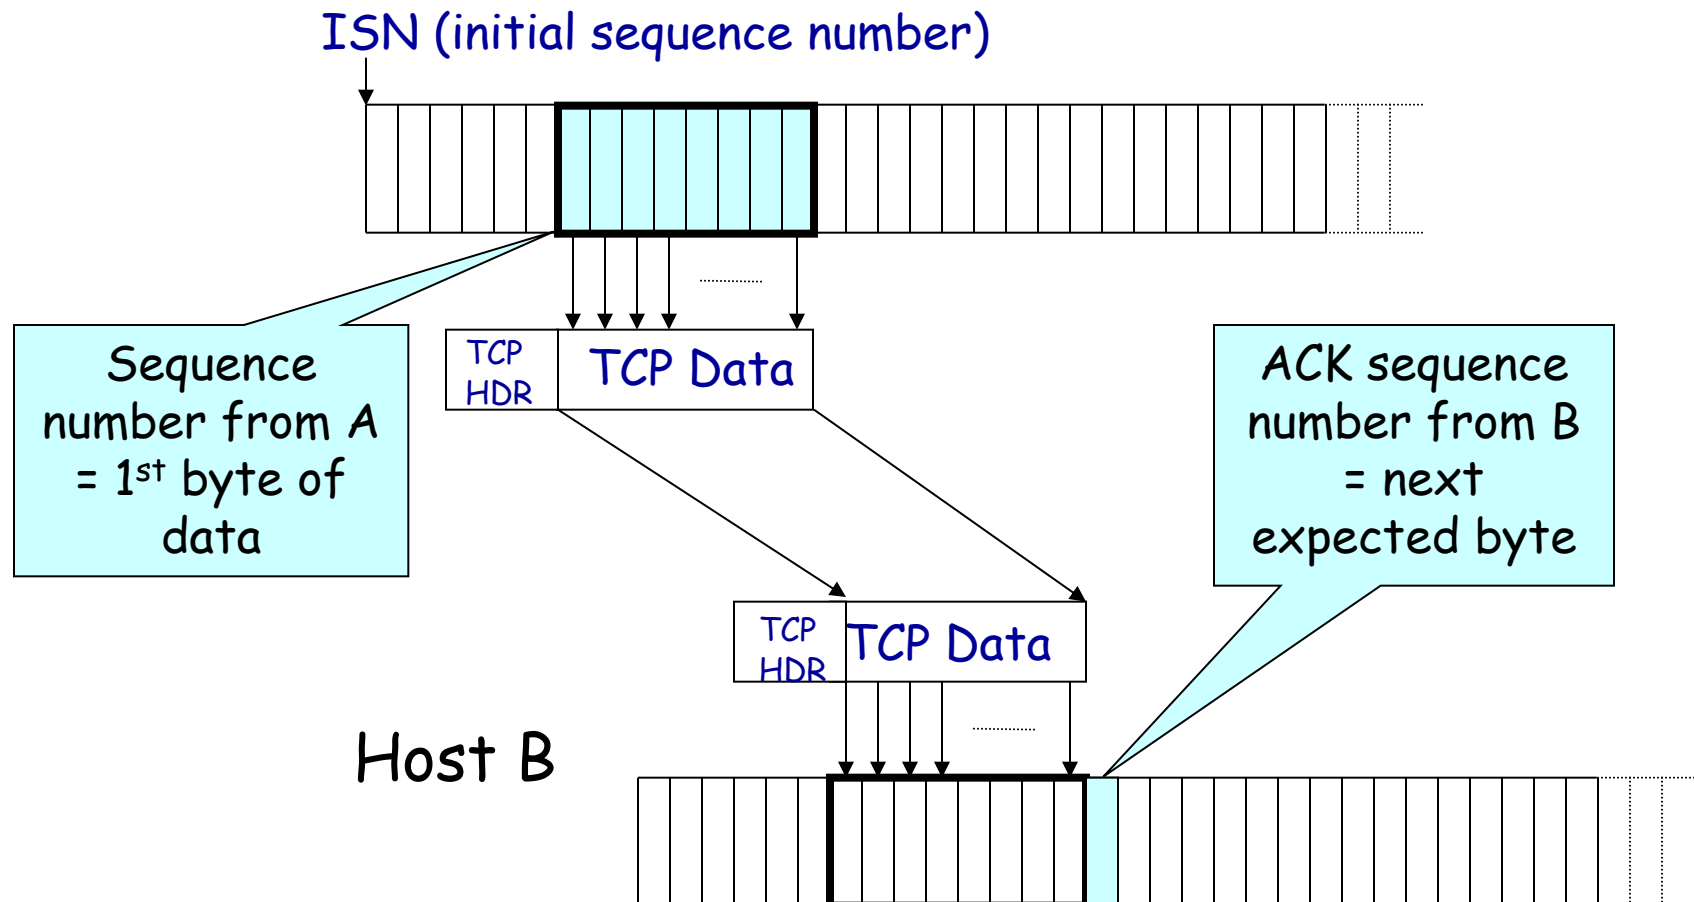 ISN (initial sequence number)
Sequence
number from A
= 1st byte of
data
TCP
HDR
TCP Data
ACK sequence
number from B
= next
expected byte
TCP
HDR
TCP Data
Host B